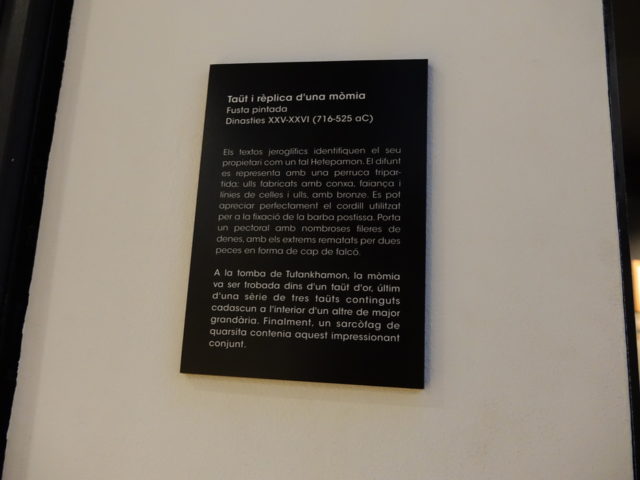 Taüt i rèplica d'una mòmia
Fusta pintada
Dinasties XXV-XXVI (716-525 aC)
Els textos jeroglífics identifiquen el seu
propietari com un tal Hetepamon. El difunt
es representa amb una perruca tripar-
tida; ulls fabricats amb conxa, faiança i
línies de celles i ulls, amb bronze. Es pot
apreciar perfectament el cordill utilitzat
per a la fixació de la barba postissa. Porta
un pectoral amb nombroses fileres de
denes, amb els extrems rematats per dues
peces en forma de cap de falcó.
A la tomba de Tutankhamon, la mòmia
va ser trobada dins d'un taüt d'or, últim
d'una sèrie de tres taüts continguts
cadascun a l'interior d'un altre de major
grandària. Finalment, un sarcòfag de
quarsita contenia aquest impressionant
conjunt.